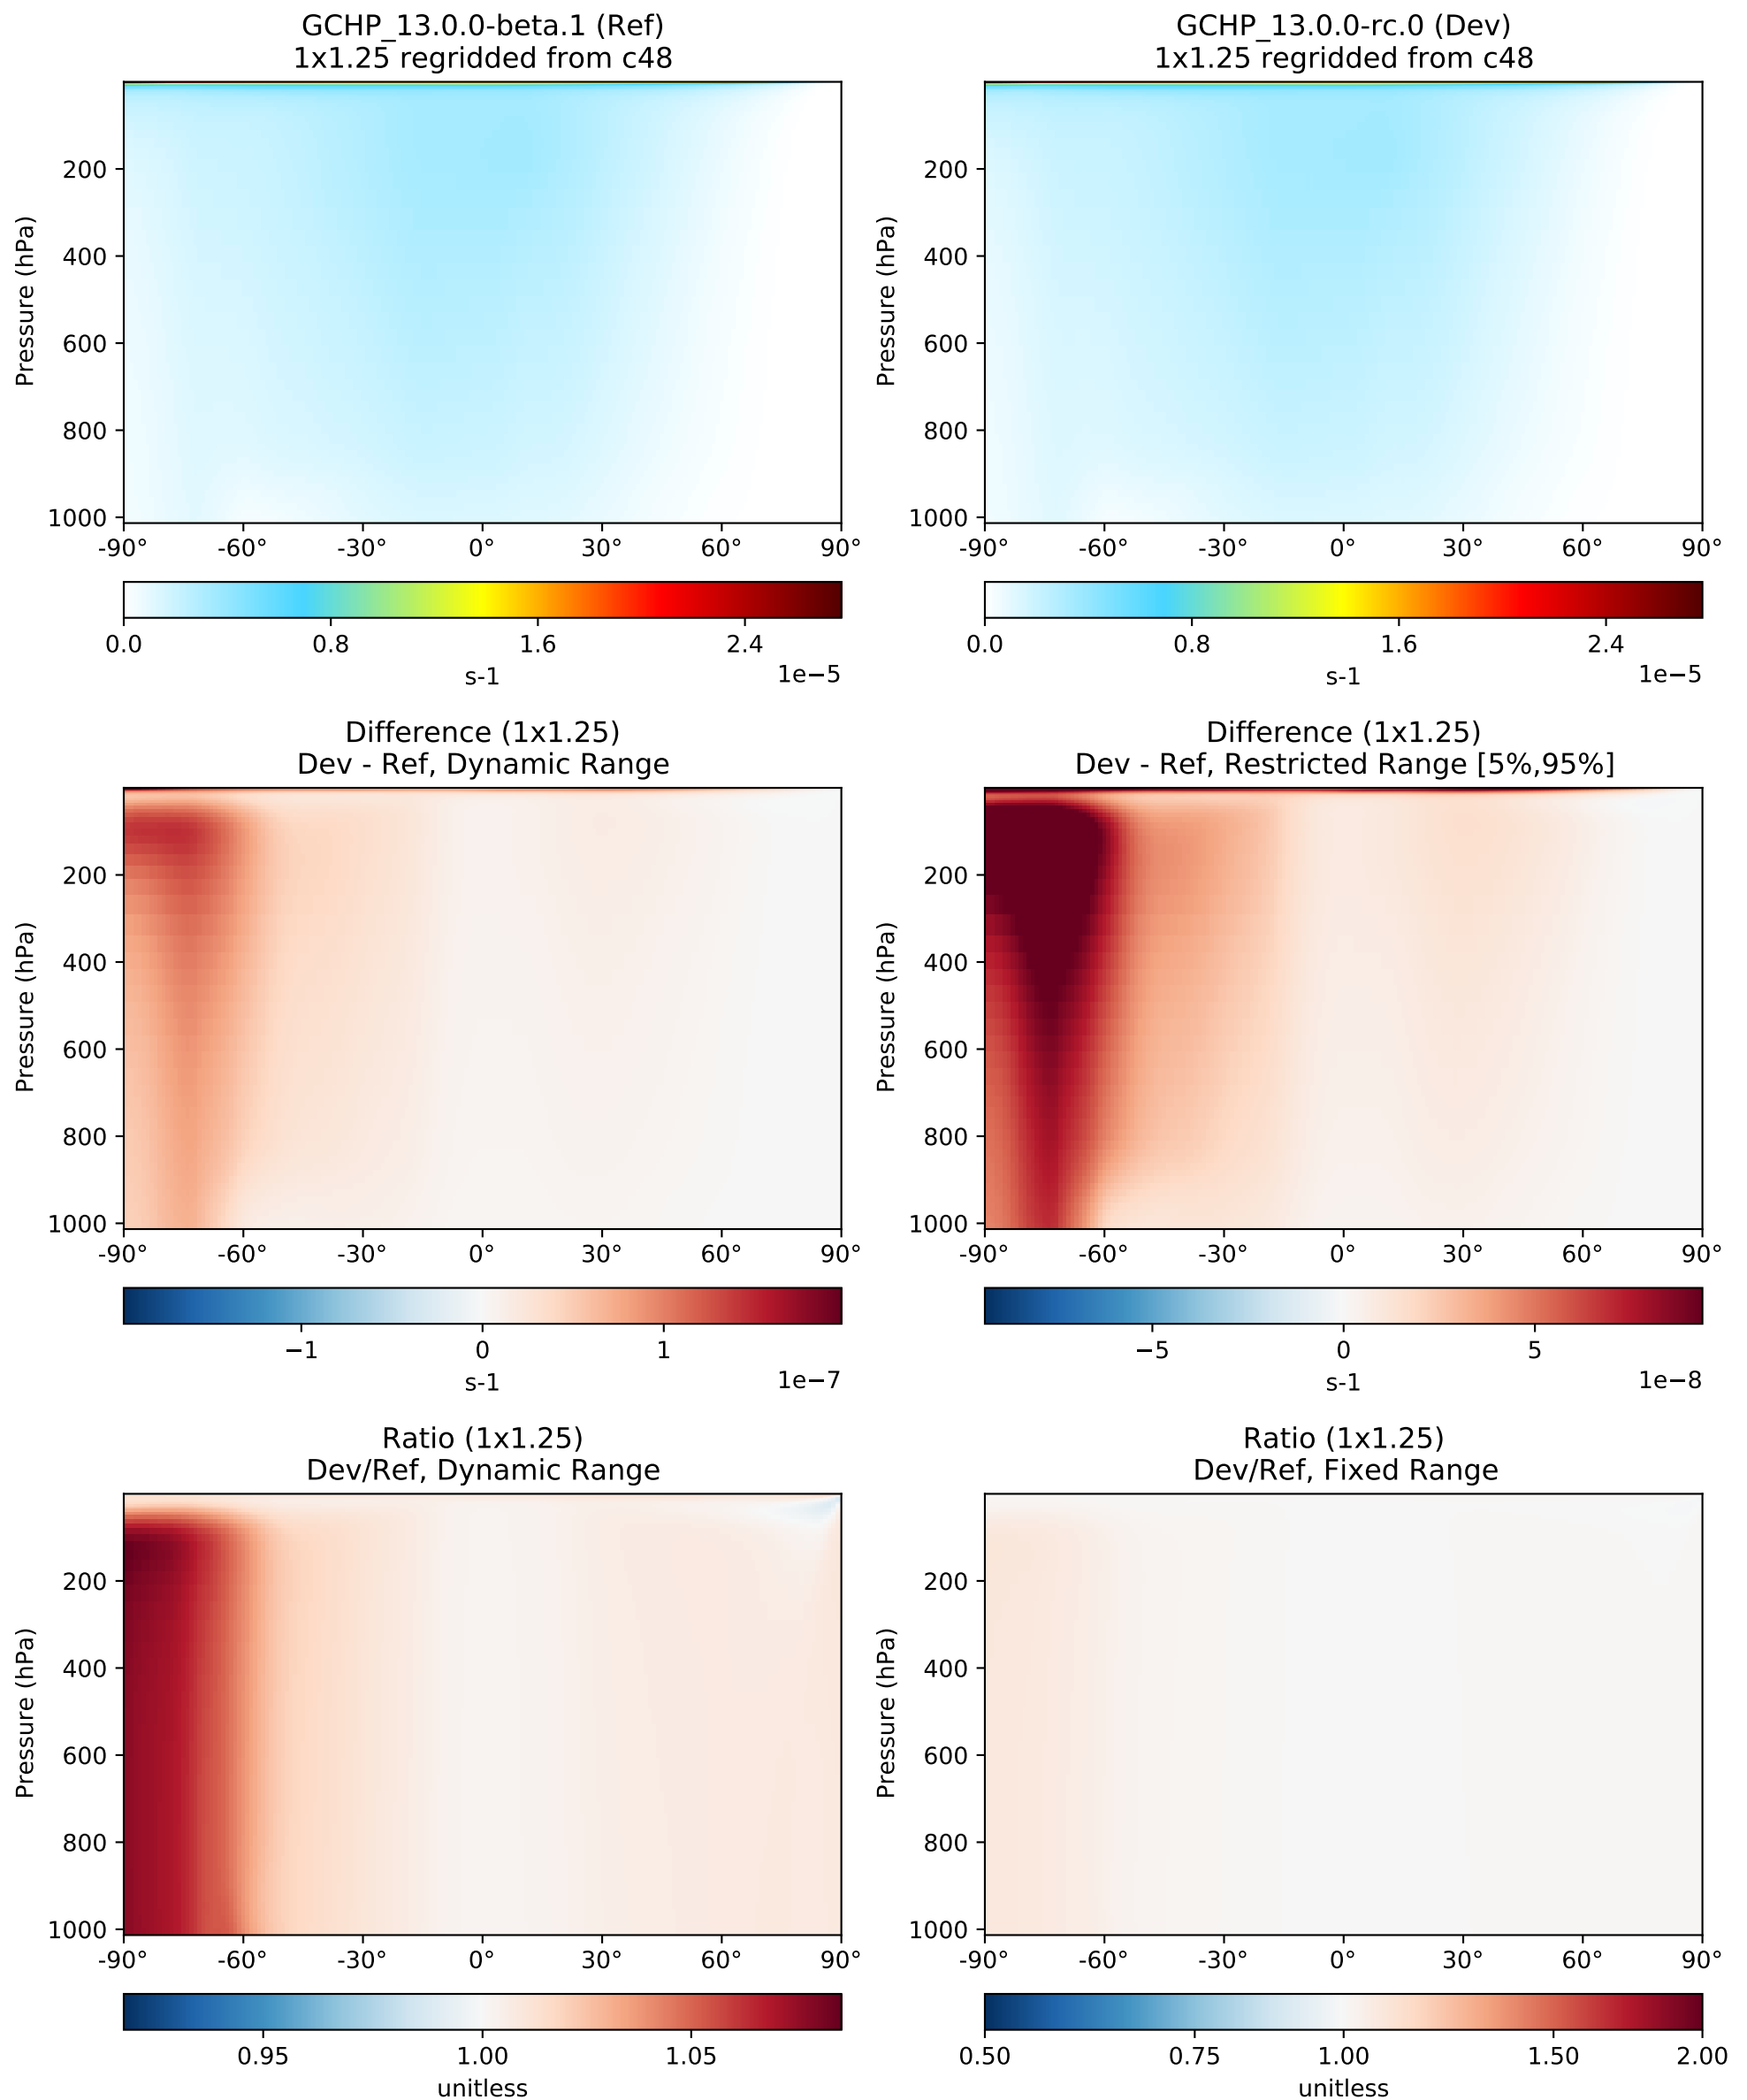 GCHP_13.0.0-beta.1 (Ref)
1x1.25 regridded from c48
Pressure (hPa)
200
400
600
800
1000
-90° -60° -30° 0° 30° 60° 90°
0.0 0.8 1.6 2.4
1e−5
s-1
GCHP_13.0.0-rc.0 (Dev)
1x1.25 regridded from c48
Pressure (hPa)
200
400
600
800
1000
-90° -60° -30° 0° 30° 60° 90°
0.0 0.8 1.6 2.4
1e−5
s-1
Difference (1x1.25)
Dev - Ref, Dynamic Range
Pressure (hPa)
200
400
600
800
1000
-90° -60° -30° 0° 30° 60° 90°
−1 0 1
1e−7
s-1
Difference (1x1.25)
Dev - Ref, Restricted Range [5%,95%]
Pressure (hPa)
200
400
600
800
1000
-90° -60° -30° 0° 30° 60° 90°
−5 0 5
1e−8
s-1
Ratio (1x1.25)
Dev/Ref, Dynamic Range
Pressure (hPa)
200
400
600
800
1000
-90° -60° -30° 0° 30° 60° 90°
0.95 1.00 1.05
unitless
Ratio (1x1.25)
Dev/Ref, Fixed Range
Pressure (hPa)
200
400
600
800
1000
-90° -60° -30° 0° 30° 60° 90°
0.50 0.75 1.00 1.50 2.00
unitless